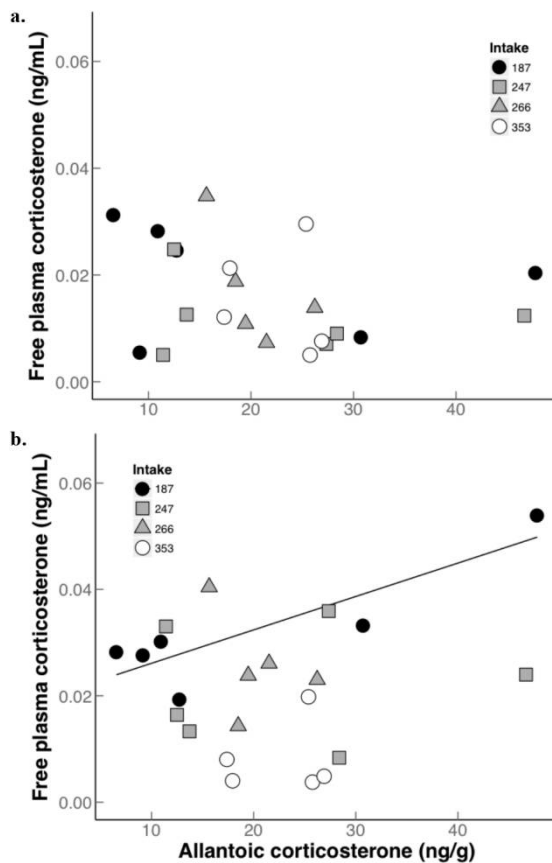 a.
Free plasma corticosterone (ng/mL)
0.06
0.04
0.02
0.00
Intake
187
247
266
353
10 20 30 40
b.
Free plasma corticosterone (ng/mL)
0.06
0.04
0.02
0.00
Intake
187
247
266
353
10 20 30 40
Allantoic corticosterone (ng/g)